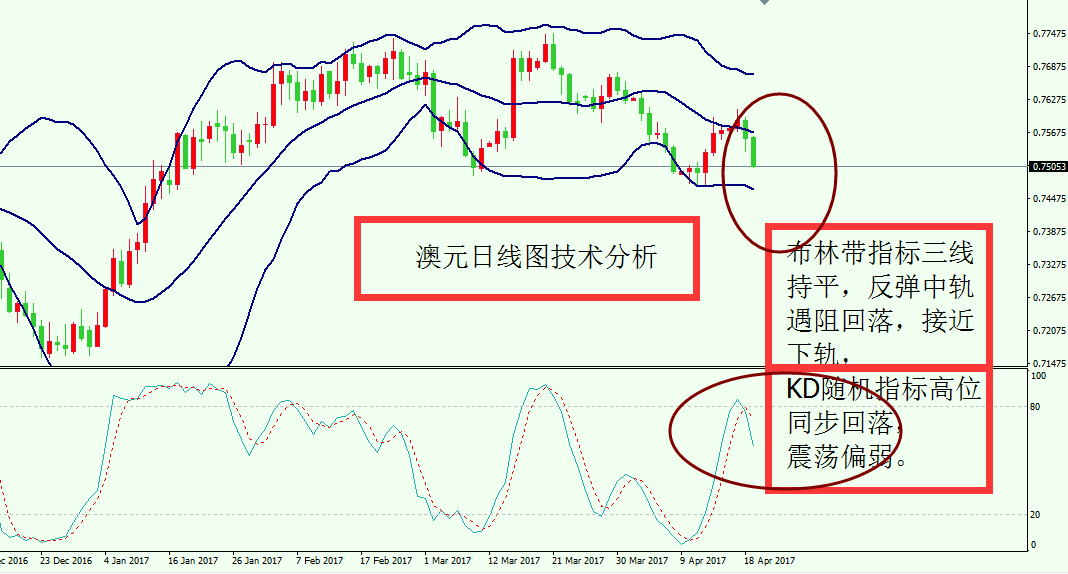 0.77475
0.76875
0.76275
0.75675
0.75053
0.74475
0.73875
0.73275
0.72675
0.72075
0.71475
澳元日线图技术分析
布林带指标三线
持平，反弹中轨
遇阻回落，接近
下轨，
KD随机指标高位
同步回落，
震荡偏弱。
100
80
20
0
ec 2016 23 Dec 2016 4 Jan 2017 16 Jan 2017 26 Jan 2017 7 Feb 2017 17 Feb 2017 1 Mar 2017 12 Mar 2017 21 Mar 2017 30 Mar 2017 9 Apr 2017 18 Apr 2017